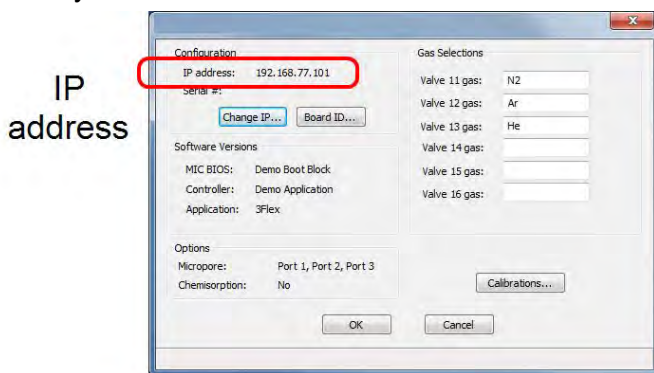 IP
address
Configuration
IP address: 192.168.77.101
Serial #:
Change IP... Board ID...
Software Versions
MIC BIOS: Demo Boot Block
Controller: Demo Application
Application: 3Flex
Options
Micropore: Port 1, Port 2, Port 3
Chemisorption: No
Gas Selections
Valve 11 gas: N2
Valve 12 gas: Ar
Valve 13 gas: He
Valve 14 gas:
Valve 15 gas:
Valve 16 gas:
Calibrations...
OK Cancel